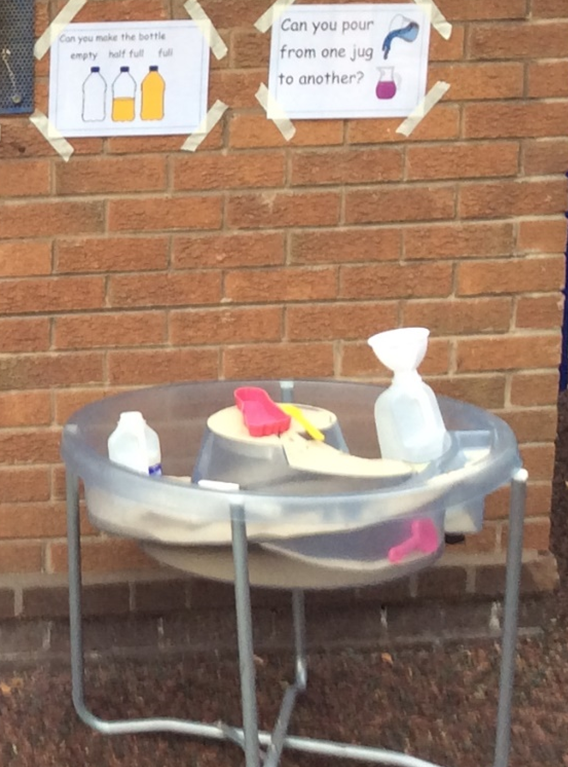 Can you make the bottle
empty half full full
Can you pour
from one jug
to another?